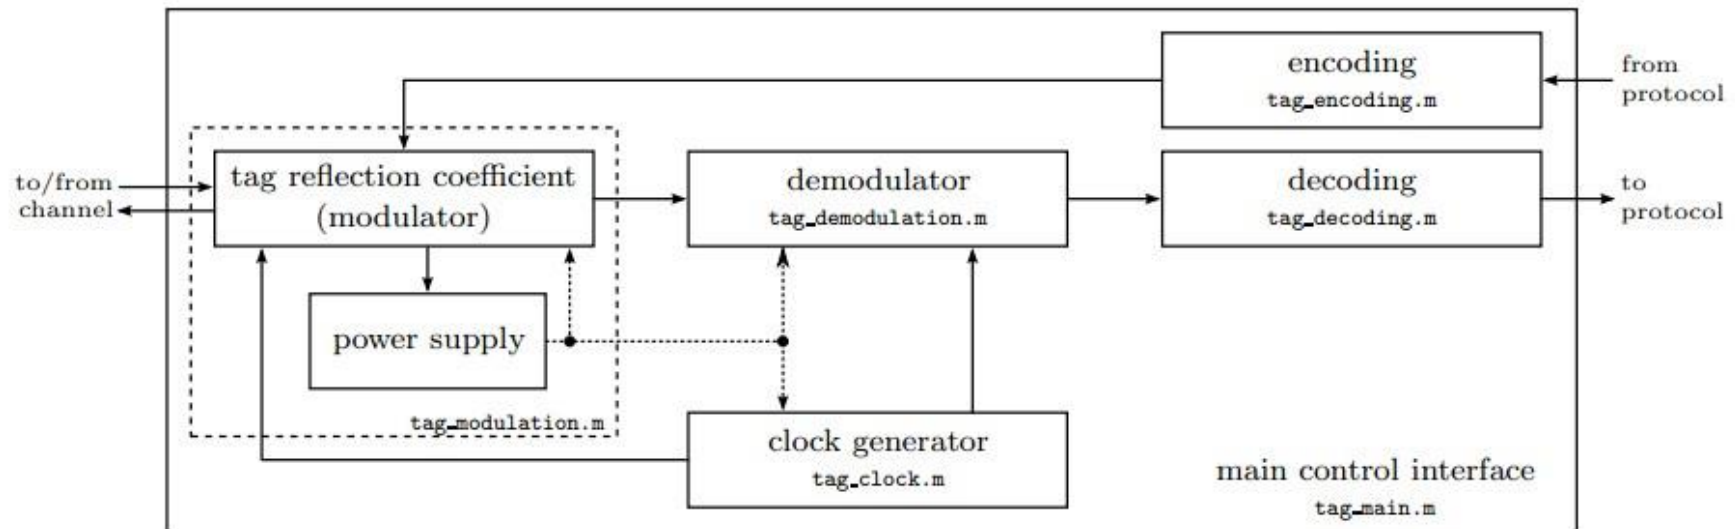 encoding
tag_encoding.m
from
protocol
to/from
channel
tag reflection coefficient
(modulator)
demodulator
tag_demodulation.m
decoding
tag_decoding.m
to
protocol
power supply
tag_modulation.m
clock generator
tag_clock.m
main control interface
tag_main.m